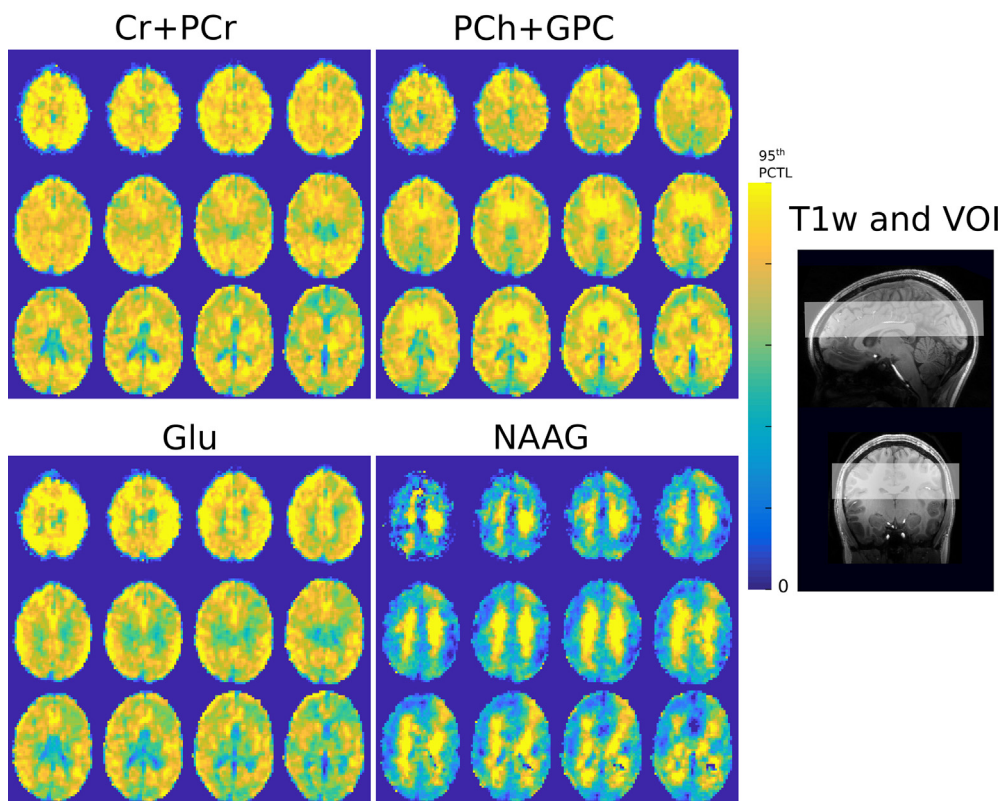 Cr+PCr
PCh+GPC
95th
PCTL
T1w and VOI
0
Glu
NAAG